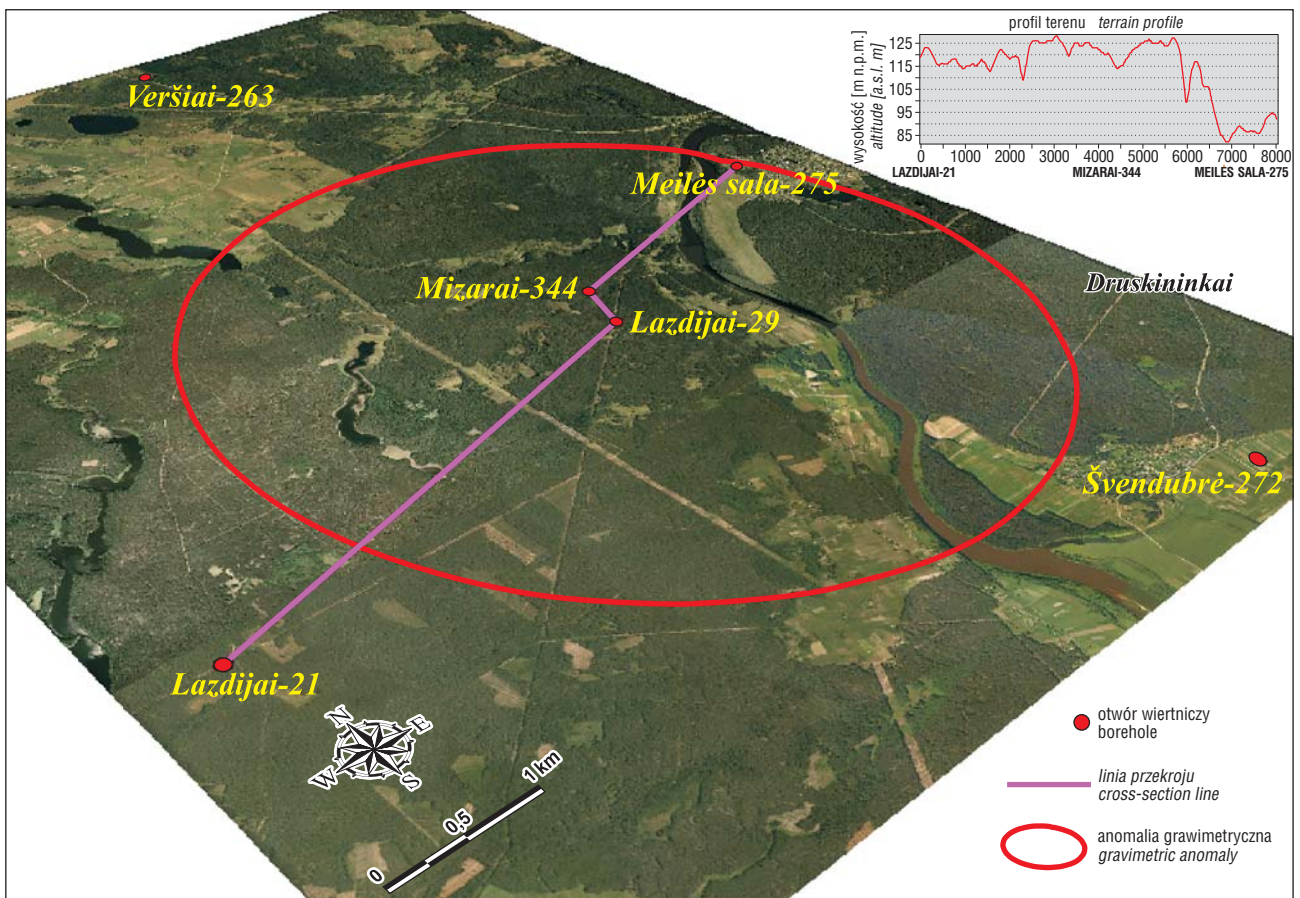 profil terenu terrain profile
wysokość [m n.p.m.]
altitude [a.s.l. m]
125
115
95
85
0 1000 2000 3000 4000 5000 6000 7000 8000
LAZDIJAI-21 MIZARAI-344 MEILĖS SALA-275
Veršiai-263
Meilės sala-275
Mizarai-344
Lazdijai-29
Druskininkai
Švendubrė-272
Lazdijai-21
N E
W S
0 0,5 1 km
otwór wiertniczy
borehole
linia przekroju
cross-section line
anomalia grawimetryczna
gravimetric anomaly